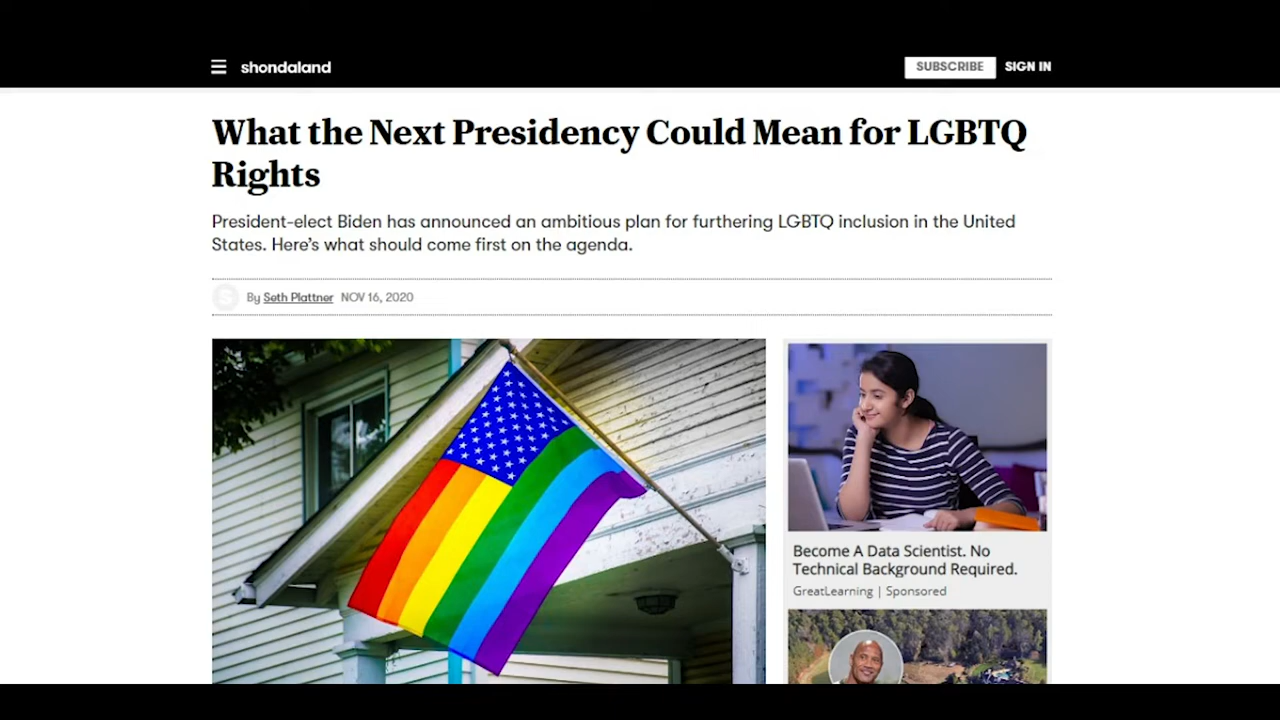 shondaland
SUBSCRIBE SIGN IN
What the Next Presidency Could Mean for LGBTQ
Rights
President-elect Biden has announced an ambitious plan for furthering LGBTQ inclusion in the United
States. Here's what should come first on the agenda.
S
By Seth Plattner NOV 16, 2020
Become A Data Scientist. No
Technical Background Required.
GreatLearning | Sponsored